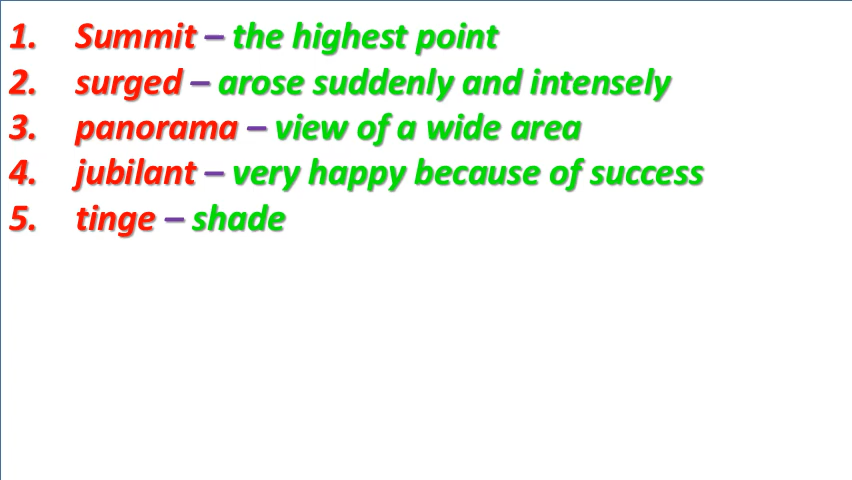 1. Summit – the highest point
2. surged – arose suddenly and intensely
3. panorama – view of a wide area
4. jubilant – very happy because of success
5. tinge – shade